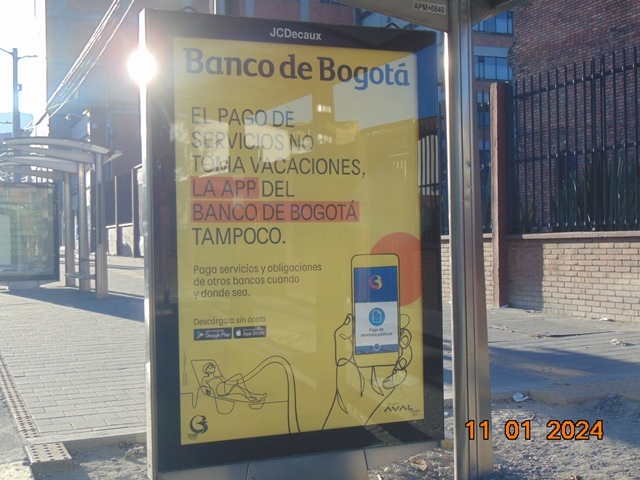 APM+0840
JCDecaux
Banco de Bogotá
EL PAGO DE
SERVICIOS NO
TOMA VACACIONES,
LA APP DEL
BANCO DE BOGOTÁ
TAMPOCO.
Paga servicios y obligaciones
de otros bancos cuando
y donde sea.
Descárgala sin costo
Google Play
App Store
Pago de
servicios públicos
AVAL
11 01 2024